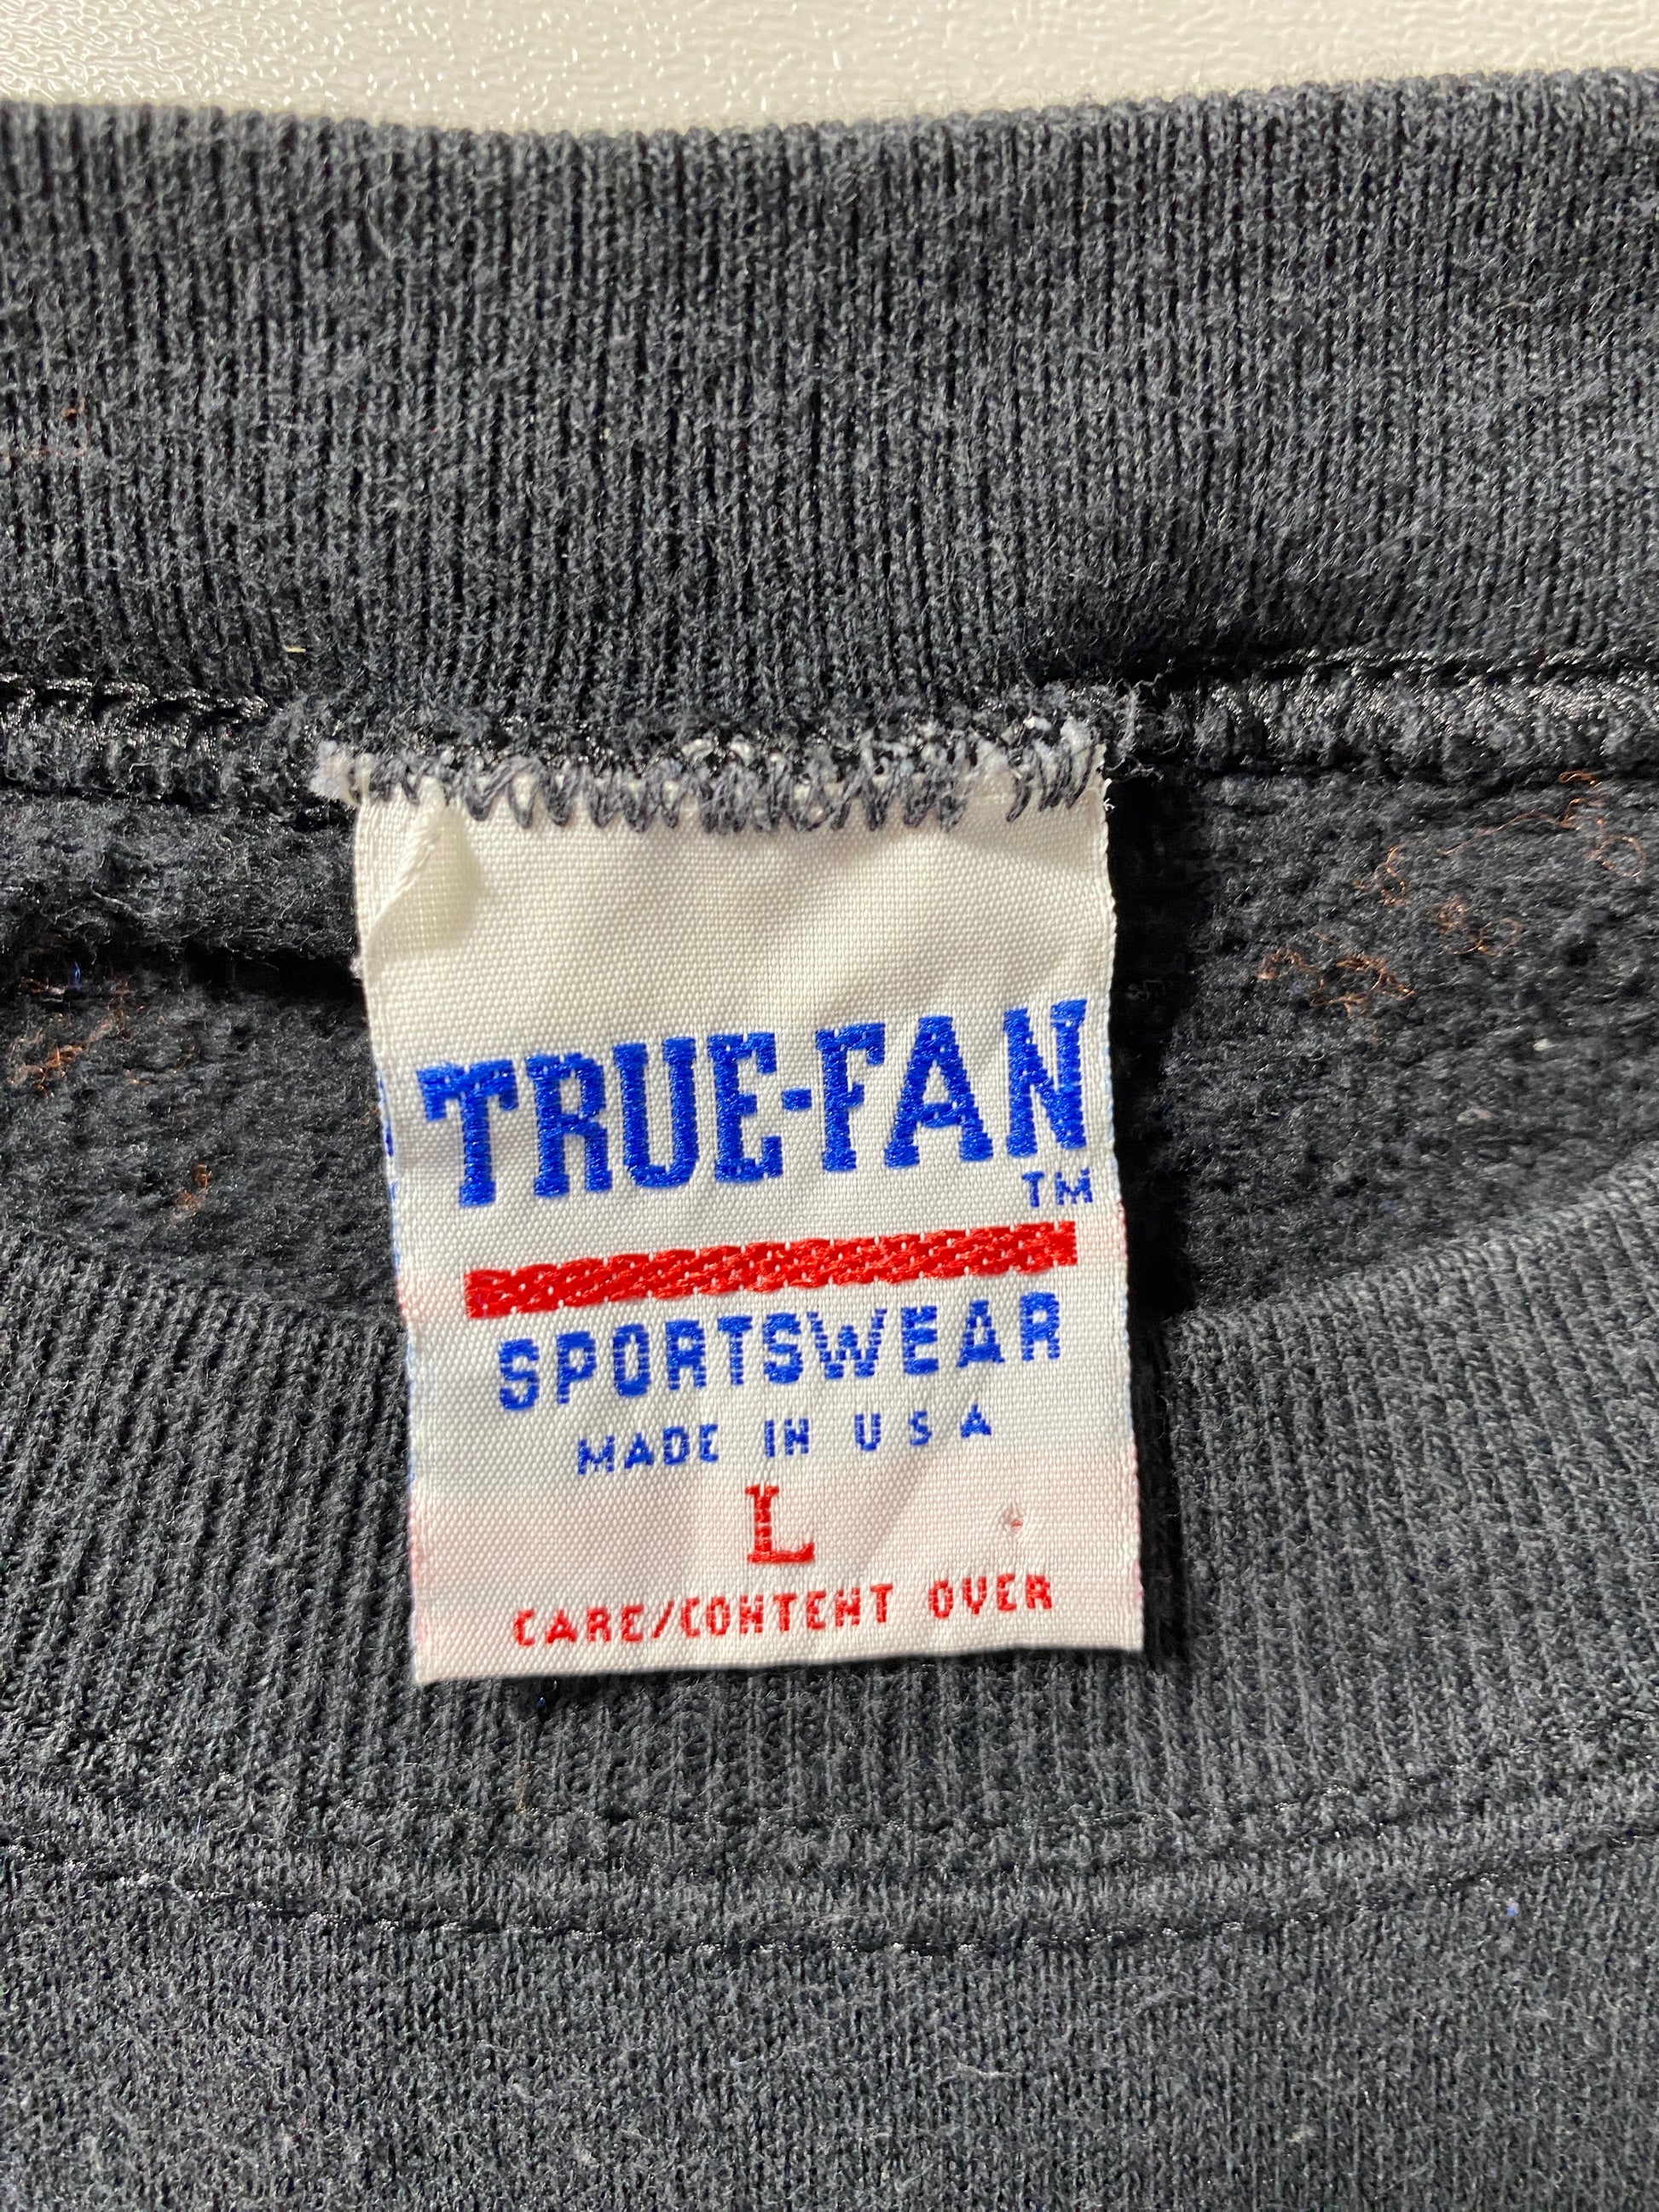 TRUE-FAN
TM
SPORTSWEAR
MADE IN USA
L
CARE/CONTENT OVER